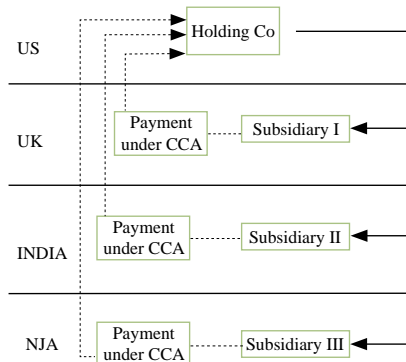 Holding Co
US
Payment
under CCA
Subsidiary I
UK
Payment
under CCA
Subsidiary II
INDIA
Payment
under CCA
Subsidiary III
NJA